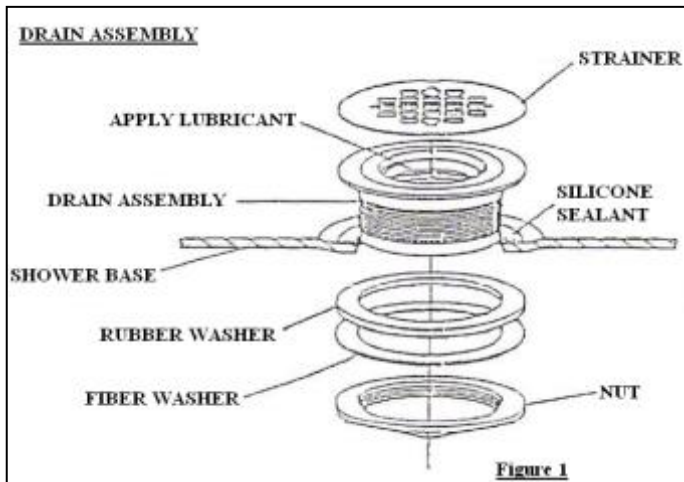 DRAIN ASSEMBLY
STRAINER
APPLY LUBRICANT
DRAIN ASSEMBLY
SILICONE
SEALANT
SHOWER BASE
RUBBER WASHER
FIBER WASHER
NUT
Figure 1